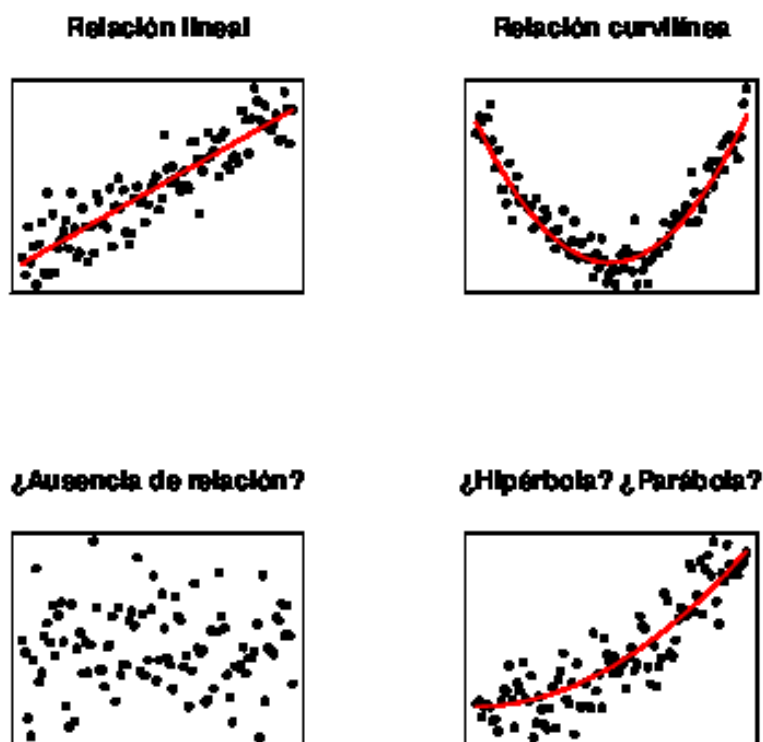 Relación lineal
Relación curvilínea
¿Ausencia de relación?
¿Hipérbola? ¿Parábola?